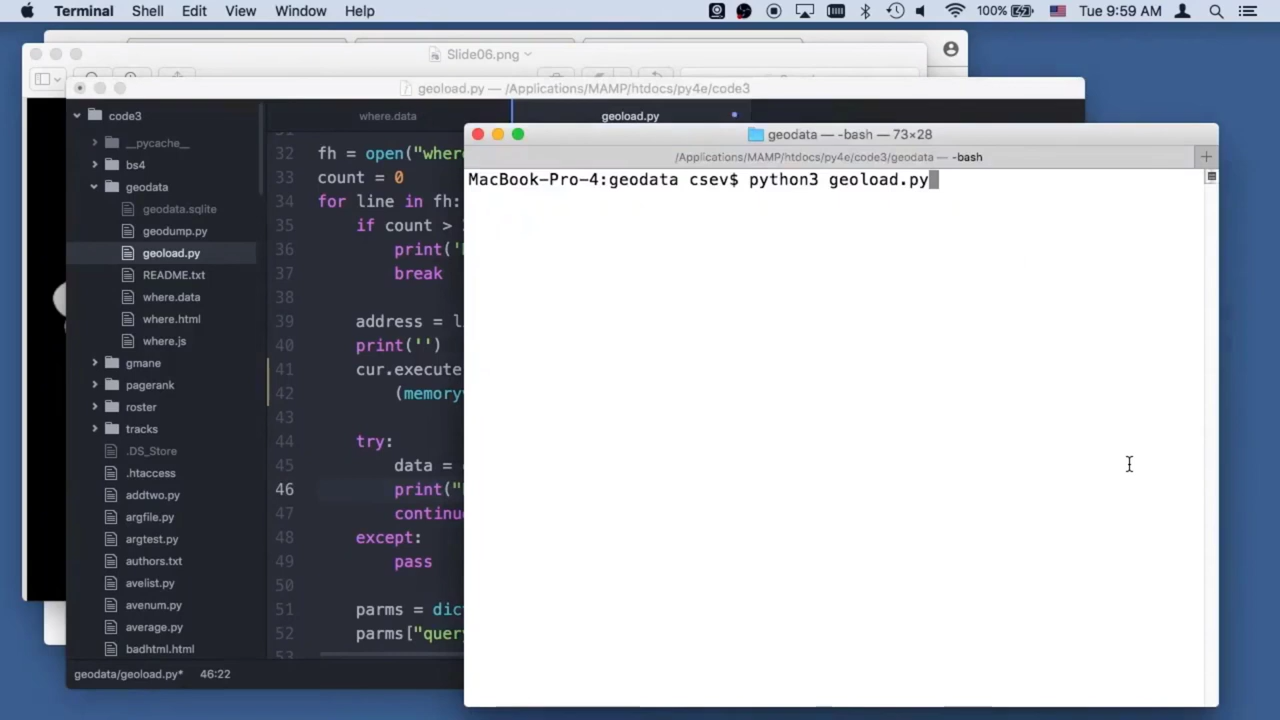 Terminal Shell Edit View Window Help 100% Tue 9:59 AM
Slide06.png
geoload.py — /Applications/MAMP/htdocs/py4e/code3
code3
__pycache__
bs4
geodata
geodata.sqlite
geodump.py
geoload.py
README.txt
where.data
where.html
where.js
gmane
pagerank
roster
tracks
.DS_Store
.htaccess
addtwo.py
argfile.py
argtest.py
authors.txt
avelist.py
avenum.py
average.py
badhtml.html
geodata/geoload.py* 46:22
where.data geoload.py
32 fh = open("wher
33 count = 0
34 for line in fh:
35 if count >
36 print('
37 break
38
39 address = l
40 print('')
41 cur.execute
42 (memoryv
43
44 try:
45 data =
46 print("
47 continue
48 except:
49 pass
50
51 parms = dict
52 parms["quer
53
geodata — -bash — 73×28
/Applications/MAMP/htdocs/py4e/code3/geodata — -bash
MacBook-Pro-4:geodata csev$ python3 geoload.py